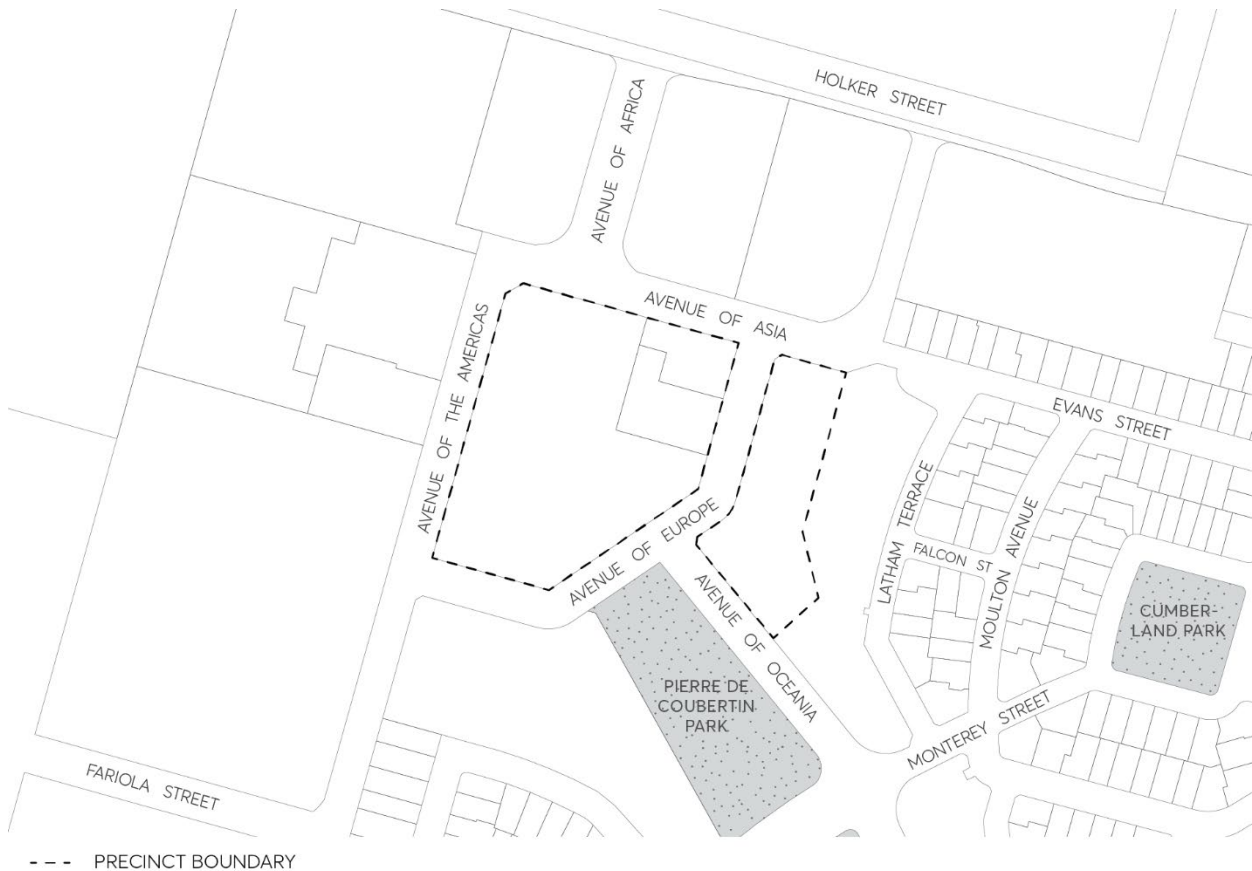 HOLKER STREET
AVENUE OF AFRICA
AVENUE OF ASIA
AVENUE OF THE AMERICAS
EVANS STREET
AVENUE OF EUROPE
LATHAM TERRACE
FALCON ST
MOULTON AVENUE
CUMBER-
LAND PARK
AVENUE OF OCEANIA
PIERRE DE
COUBERTIN
PARK
MONTEREY STREET
FARIOLA STREET
PRECINCT BOUNDARY